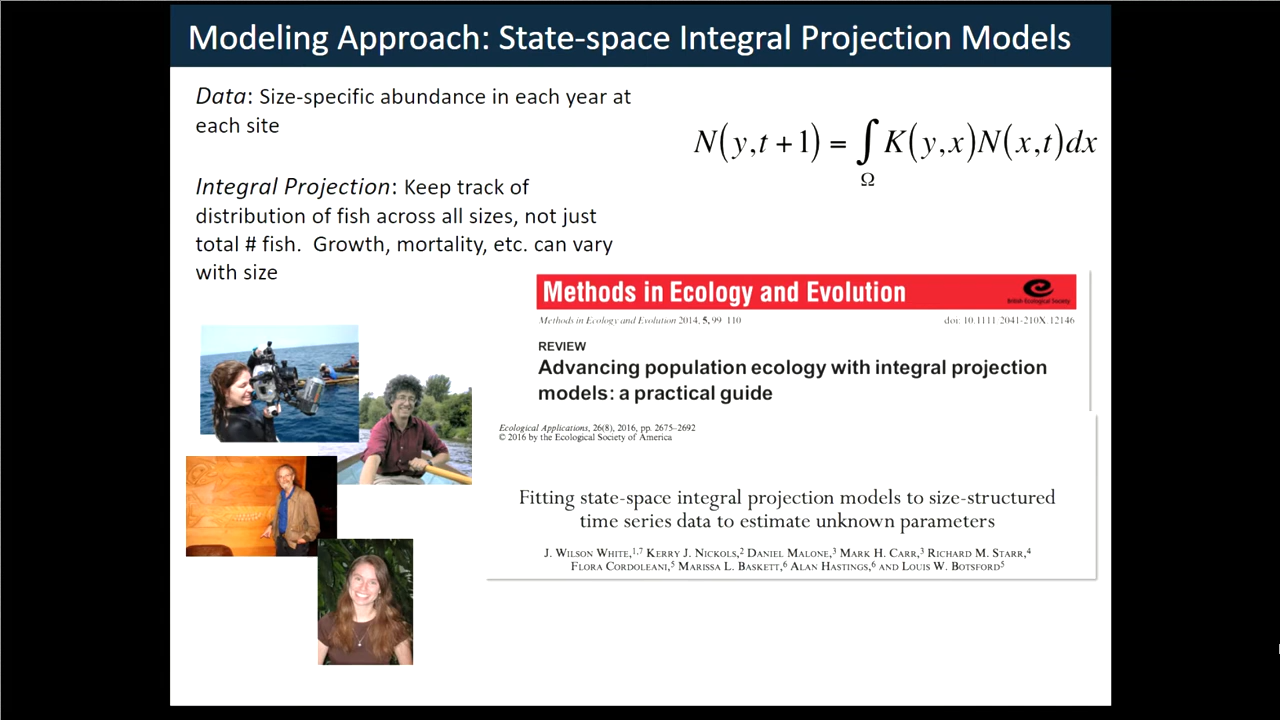 Modeling Approach: State-space Integral Projection Models
Data: Size-specific abundance in each year at
each site
N(y,t+1) = ∫ K(y,x)N(x,t)dx
Ω
Integral Projection: Keep track of
distribution of fish across all sizes, not just
total # fish. Growth, mortality, etc. can vary
with size
Methods in Ecology and Evolution
British Ecological Society
Methods in Ecology and Evolution 2014, 5, 99–110
doi: 10.1111 2041-210X.12146
REVIEW
Advancing population ecology with integral projection
models: a practical guide
Ecological Applications, 26(8), 2016, pp. 2675–2692
© 2016 by the Ecological Society of America
Fitting state-space integral projection models to size-structured
time series data to estimate unknown parameters
J. Wilson White,1,7 Kerry J. Nickols,2 Daniel Malone,3 Mark H. Carr,3 Richard M. Starr,4
Flora Cordoleani,5 Marissa L. Baskett,6 Alan Hastings,6 and Louis W. Botsford5